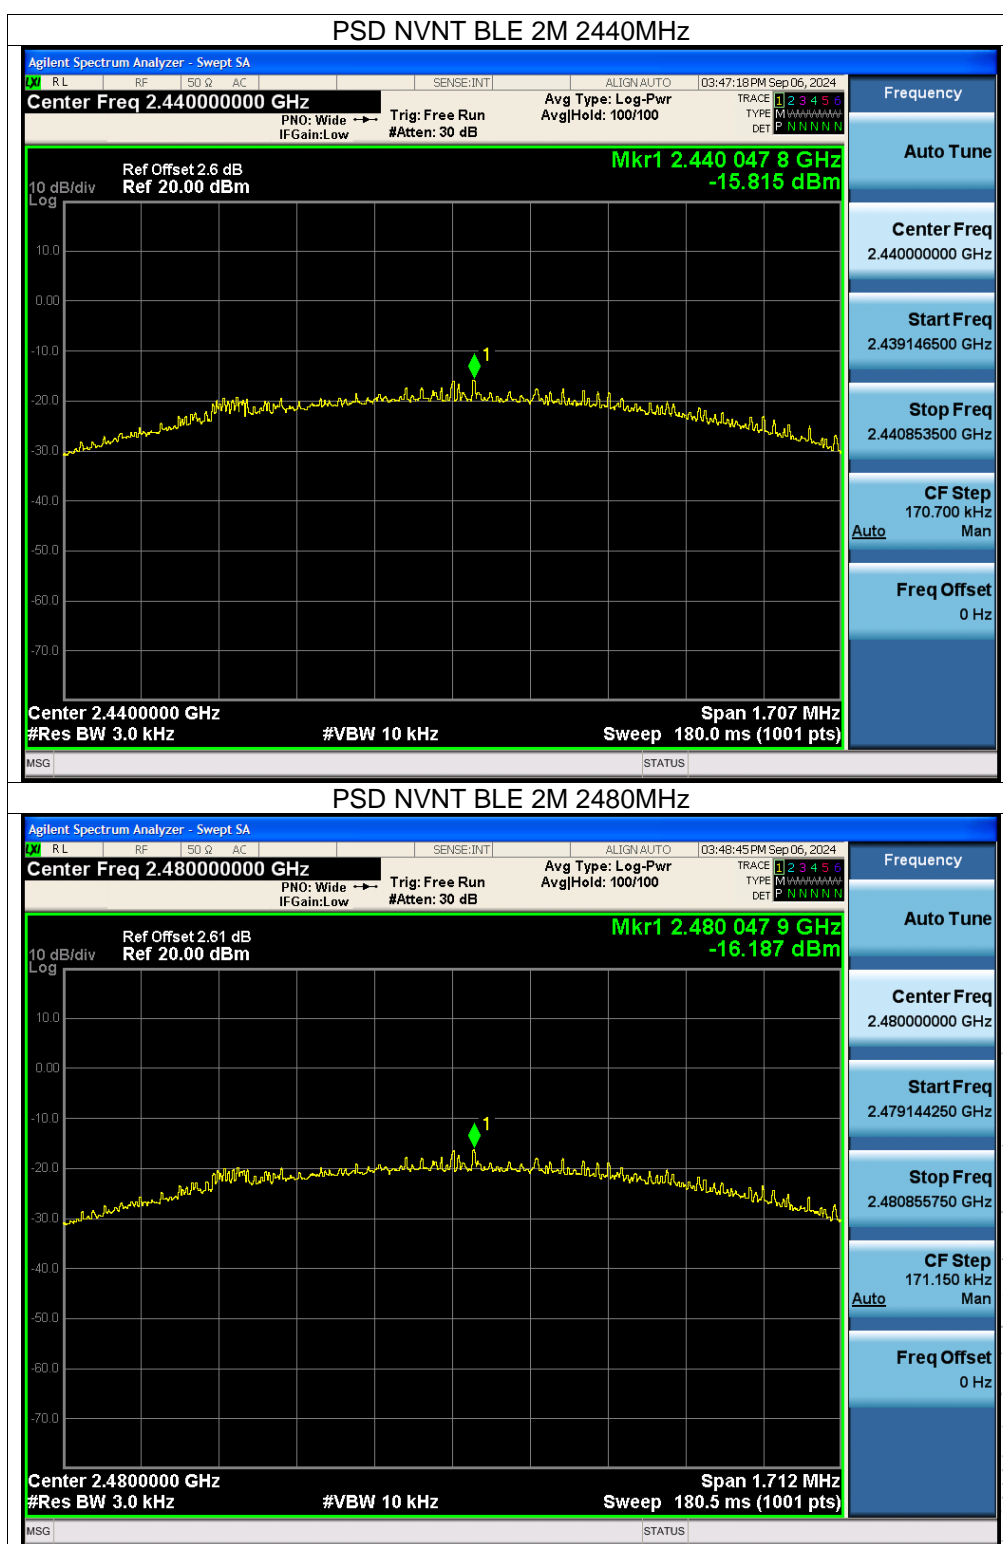 PSD NVNT BLE 2M 2440MHz
Agilent Spectrum Analyzer - Swept SA
LXI RL RF 50 Ω AC SENSE:INT ALIGN AUTO 03:47:18 PM Sep 06, 2024
Center Freq 2.440000000 GHz
PNO: Wide
IFGain:Low
Trig: Free Run
#Atten: 30 dB
Avg Type: Log-Pwr
Avg|Hold: 100/100
TRACE 1 2 3 4 5 6
TYPE M
DET P N N N N N
Frequency
Auto Tune
Center Freq
2.440000000 GHz
Start Freq
2.439146500 GHz
Stop Freq
2.440853500 GHz
CF Step
170.700 kHz
Auto Man
Freq Offset
0 Hz
Mkr1 2.440 047 8 GHz
-15.815 dBm
Ref Offset 2.6 dB
10 dB/div Ref 20.00 dBm
Log
10.0
0.00
-10.0
-20.0
-30.0
-40.0
-50.0
-60.0
-70.0
1
Center 2.4400000 GHz Span 1.707 MHz
#Res BW 3.0 kHz #VBW 10 kHz Sweep 180.0 ms (1001 pts)
MSG STATUS
PSD NVNT BLE 2M 2480MHz
Agilent Spectrum Analyzer - Swept SA
LXI RL RF 50 Ω AC SENSE:INT ALIGN AUTO 03:48:45 PM Sep 06, 2024
Center Freq 2.480000000 GHz
PNO: Wide
IFGain:Low
Trig: Free Run
#Atten: 30 dB
Avg Type: Log-Pwr
Avg|Hold: 100/100
TRACE 1 2 3 4 5 6
TYPE M
DET P N N N N N
Frequency
Auto Tune
Center Freq
2.480000000 GHz
Start Freq
2.479144250 GHz
Stop Freq
2.480855750 GHz
CF Step
171.150 kHz
Auto Man
Freq Offset
0 Hz
Mkr1 2.480 047 9 GHz
-16.187 dBm
Ref Offset 2.61 dB
10 dB/div Ref 20.00 dBm
Log
10.0
0.00
-10.0
-20.0
-30.0
-40.0
-50.0
-60.0
-70.0
1
Center 2.4800000 GHz Span 1.712 MHz
#Res BW 3.0 kHz #VBW 10 kHz Sweep 180.5 ms (1001 pts)
MSG STATUS